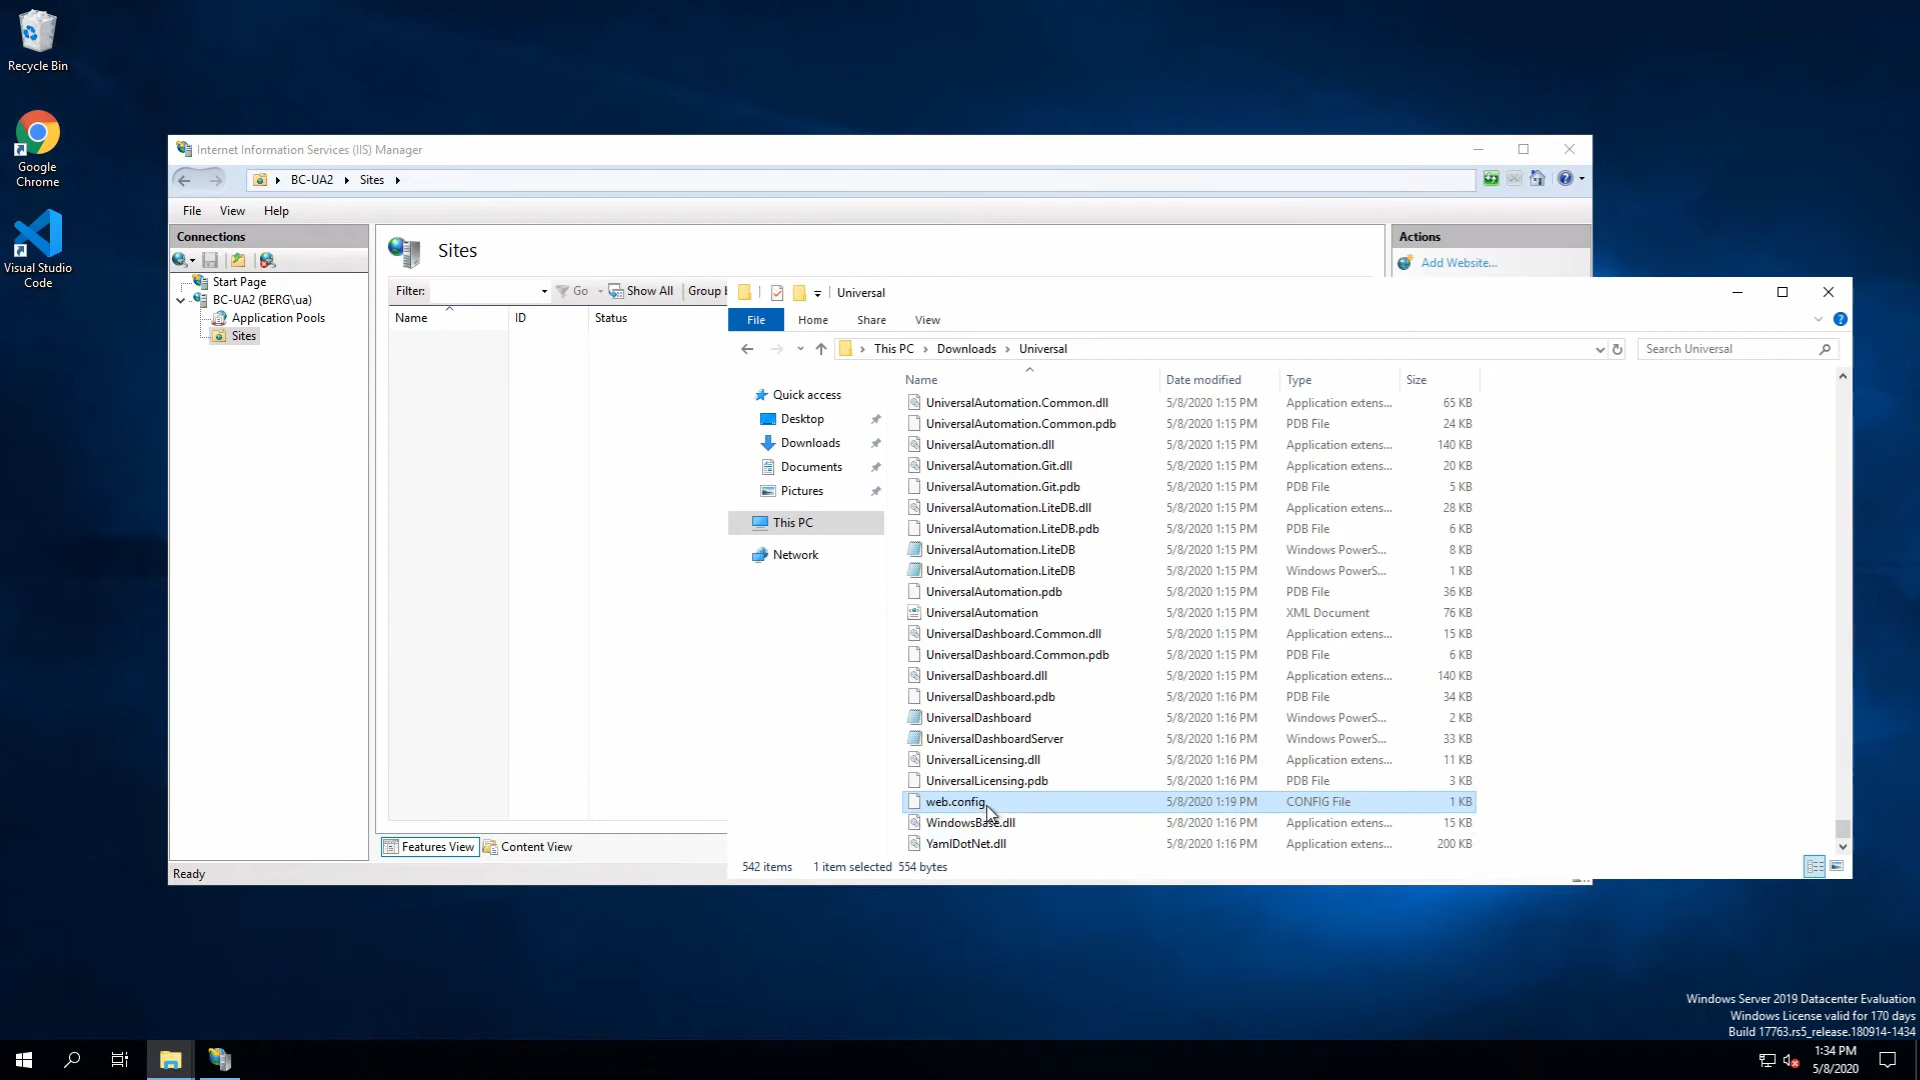 Recycle Bin
Google
Chrome
Visual Studio
Code
Internet Information Services (IIS) Manager
BC-UA2
Sites
File View Help
Connections
Start Page
BC-UA2 (BERG\ua)
Application Pools
Sites
Sites
Filter: Go Show All Group b
Name ID Status
Features View Content View
Ready
Actions
Add Website...
Universal
File Home Share View
This PC Downloads Universal
Search Universal
Quick access
Desktop
Downloads
Documents
Pictures
This PC
Network
Name Date modified Type Size
UniversalAutomation.Common.dll 5/8/2020 1:15 PM Application extens... 65 KB
UniversalAutomation.Common.pdb 5/8/2020 1:15 PM PDB File 24 KB
UniversalAutomation.dll 5/8/2020 1:15 PM Application extens... 140 KB
UniversalAutomation.Git.dll 5/8/2020 1:15 PM Application extens... 20 KB
UniversalAutomation.Git.pdb 5/8/2020 1:15 PM PDB File 5 KB
UniversalAutomation.LiteDB.dll 5/8/2020 1:15 PM Application extens... 28 KB
UniversalAutomation.LiteDB.pdb 5/8/2020 1:15 PM PDB File 6 KB
UniversalAutomation.LiteDB 5/8/2020 1:15 PM Windows PowerS... 8 KB
UniversalAutomation.LiteDB 5/8/2020 1:15 PM Windows PowerS... 1 KB
UniversalAutomation.pdb 5/8/2020 1:15 PM PDB File 36 KB
UniversalAutomation 5/8/2020 1:15 PM XML Document 76 KB
UniversalDashboard.Common.dll 5/8/2020 1:15 PM Application extens... 15 KB
UniversalDashboard.Common.pdb 5/8/2020 1:15 PM PDB File 6 KB
UniversalDashboard.dll 5/8/2020 1:15 PM Application extens... 140 KB
UniversalDashboard.pdb 5/8/2020 1:16 PM PDB File 34 KB
UniversalDashboard 5/8/2020 1:16 PM Windows PowerS... 2 KB
UniversalDashboardServer 5/8/2020 1:16 PM Windows PowerS... 33 KB
UniversalLicensing.dll 5/8/2020 1:16 PM Application extens... 11 KB
UniversalLicensing.pdb 5/8/2020 1:16 PM PDB File 3 KB
web.config 5/8/2020 1:19 PM CONFIG File 1 KB
WindowsBase.dll 5/8/2020 1:16 PM Application extens... 15 KB
YamlDotNet.dll 5/8/2020 1:16 PM Application extens... 200 KB
542 items 1 item selected 554 bytes
Windows Server 2019 Datacenter Evaluation
Windows License valid for 170 days
Build 17763.rs5_release.180914-1434
1:34 PM
5/8/2020